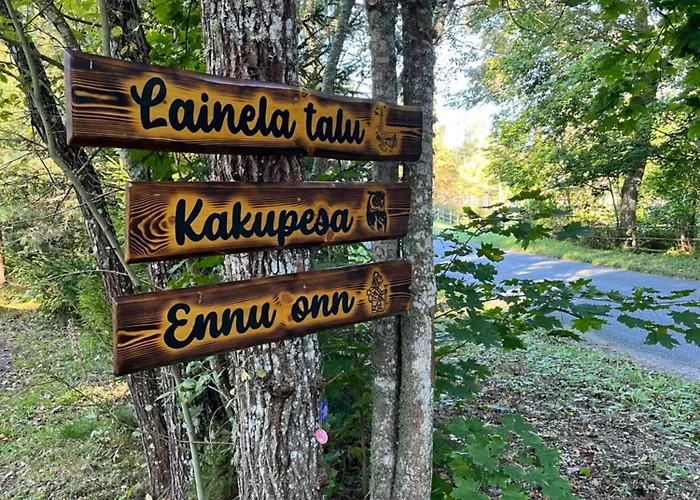 Lainela talu
Kakupesa
Ennu onn